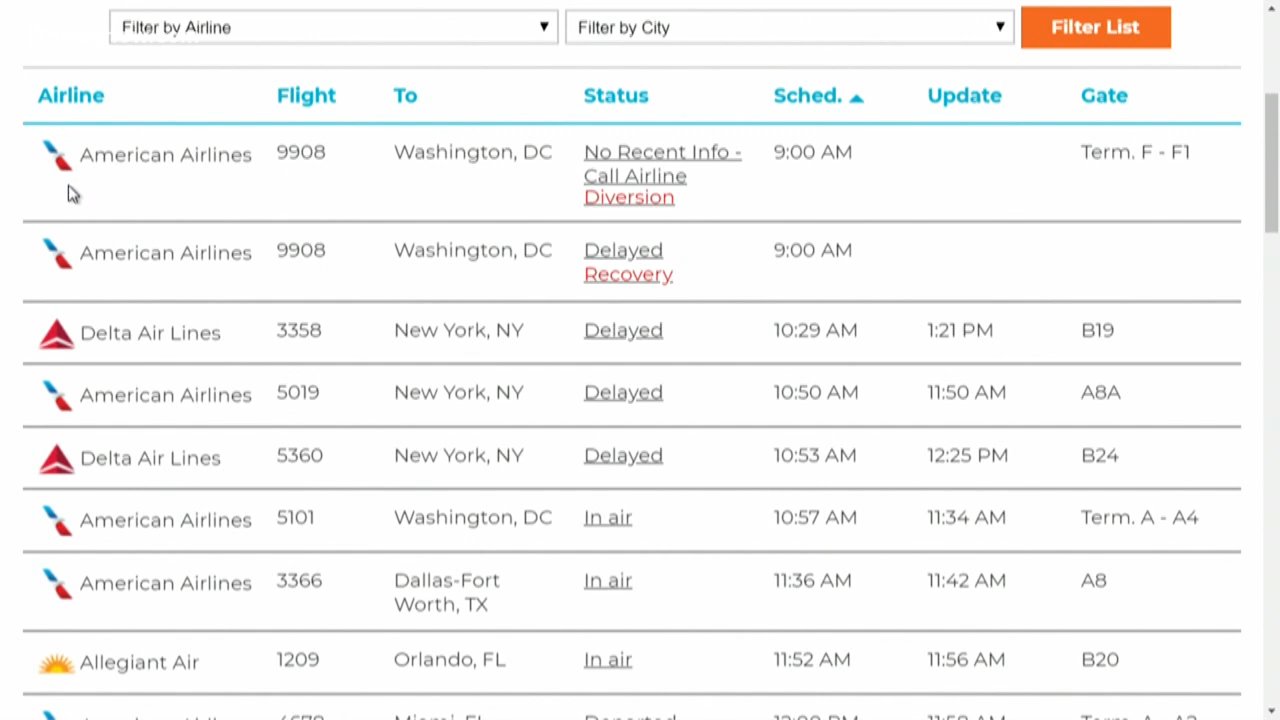 Filter by Airline ▼ Filter by City ▼ Filter List
Airline Flight To Status Sched. ▲ Update Gate
American Airlines 9908 Washington, DC No Recent Info - 9:00 AM Term. F - F1
Call Airline
Diversion
American Airlines 9908 Washington, DC Delayed 9:00 AM
Recovery
Delta Air Lines 3358 New York, NY Delayed 10:29 AM 1:21 PM B19
American Airlines 5019 New York, NY Delayed 10:50 AM 11:50 AM A8A
Delta Air Lines 5360 New York, NY Delayed 10:53 AM 12:25 PM B24
American Airlines 5101 Washington, DC In air 10:57 AM 11:34 AM Term. A - A4
American Airlines 3366 Dallas-Fort In air 11:36 AM 11:42 AM A8
Worth, TX
Allegiant Air 1209 Orlando, FL In air 11:52 AM 11:56 AM B20